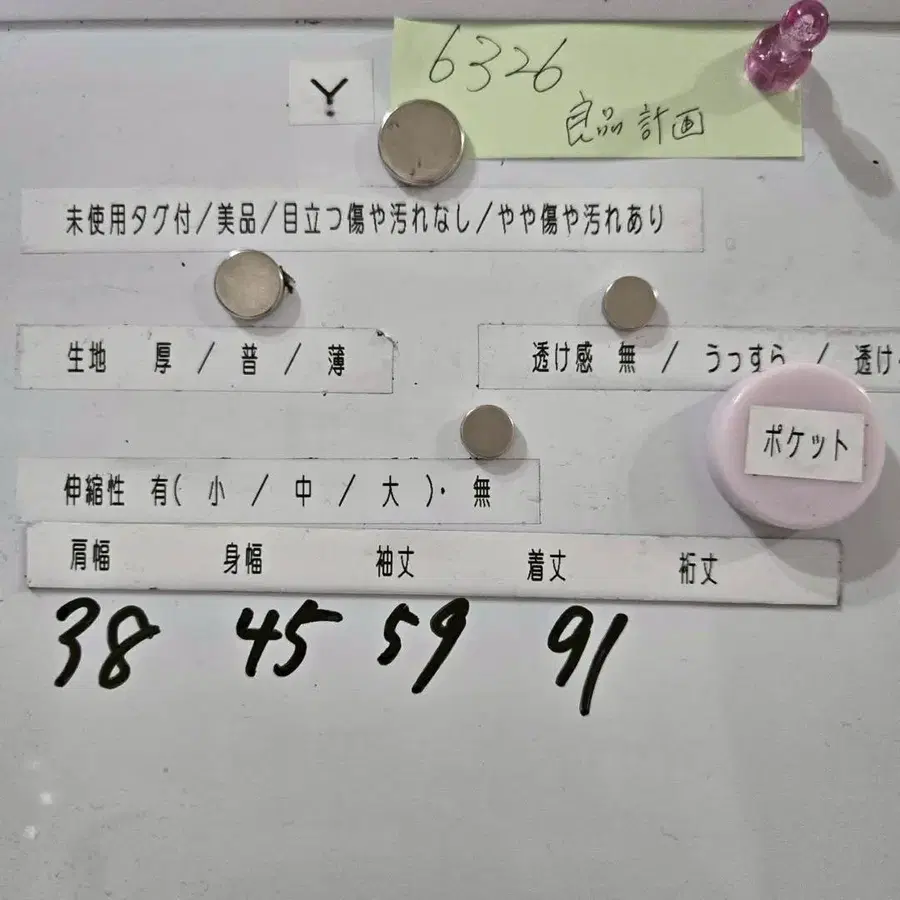 6326
Y
良品計画
未使用タグ付/美品/目立つ傷や汚れなし/やや傷や汚れあり
生地 厚 / 普 / 薄
透け感 無 / うっすら / 透け
ポケット
伸縮性 有( 小 / 中 / 大 )・ 無
肩幅 身幅 袖丈 着丈 裄丈
38 45 59 91